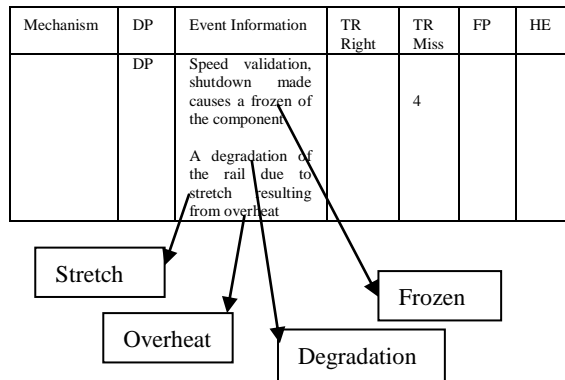 Mechanism DP Event Information TR Right TR Miss FP HE
DP Speed validation,
shutdown made
causes a frozen of
the component
4
A degradation of
the rail due to
stretch resulting
from overheat
Stretch
Frozen
Overheat
Degradation